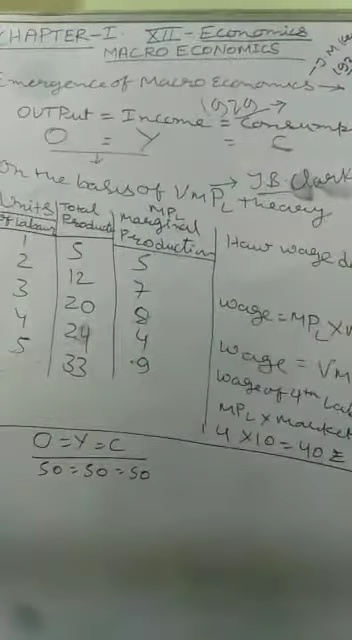 CHAPTER-I XII-Economics
MACRO ECONOMICS
Emergence of Macro Economics →
(1929) →
OUTPUT = Income = Consump
O = Y = C
On the basis of VMPL theory → J.B. Clark
Units of labour Total Product MPL Marginal Production
1 5 5
2 12 7
3 20 8
4 24 4
5 33 9
How wage d
wage = MPL X
wage = VM
wage of 4th La
MPL X Market
4 X 10 = 40
O = Y = C
50 = 50 = 50